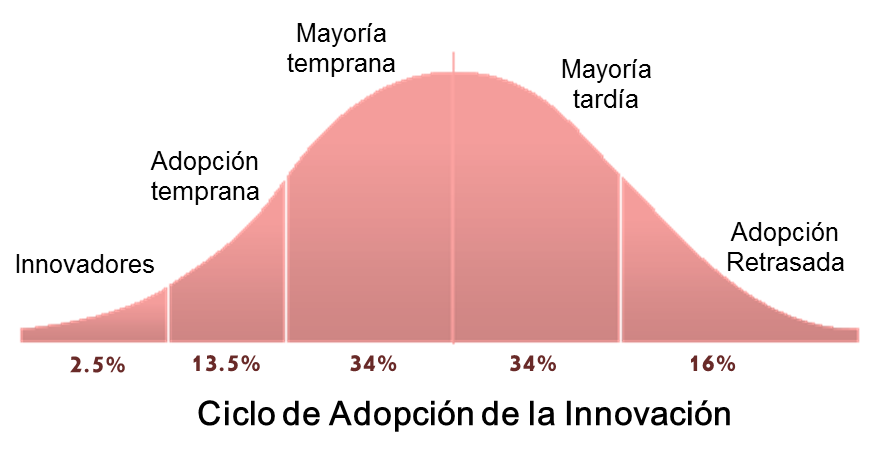 Mayoría
temprana
Mayoría
tardía
Adopción
temprana
Innovadores
Adopción
Retrasada
2.5%
13.5%
34%
34%
16%
Ciclo de Adopción de la Innovación